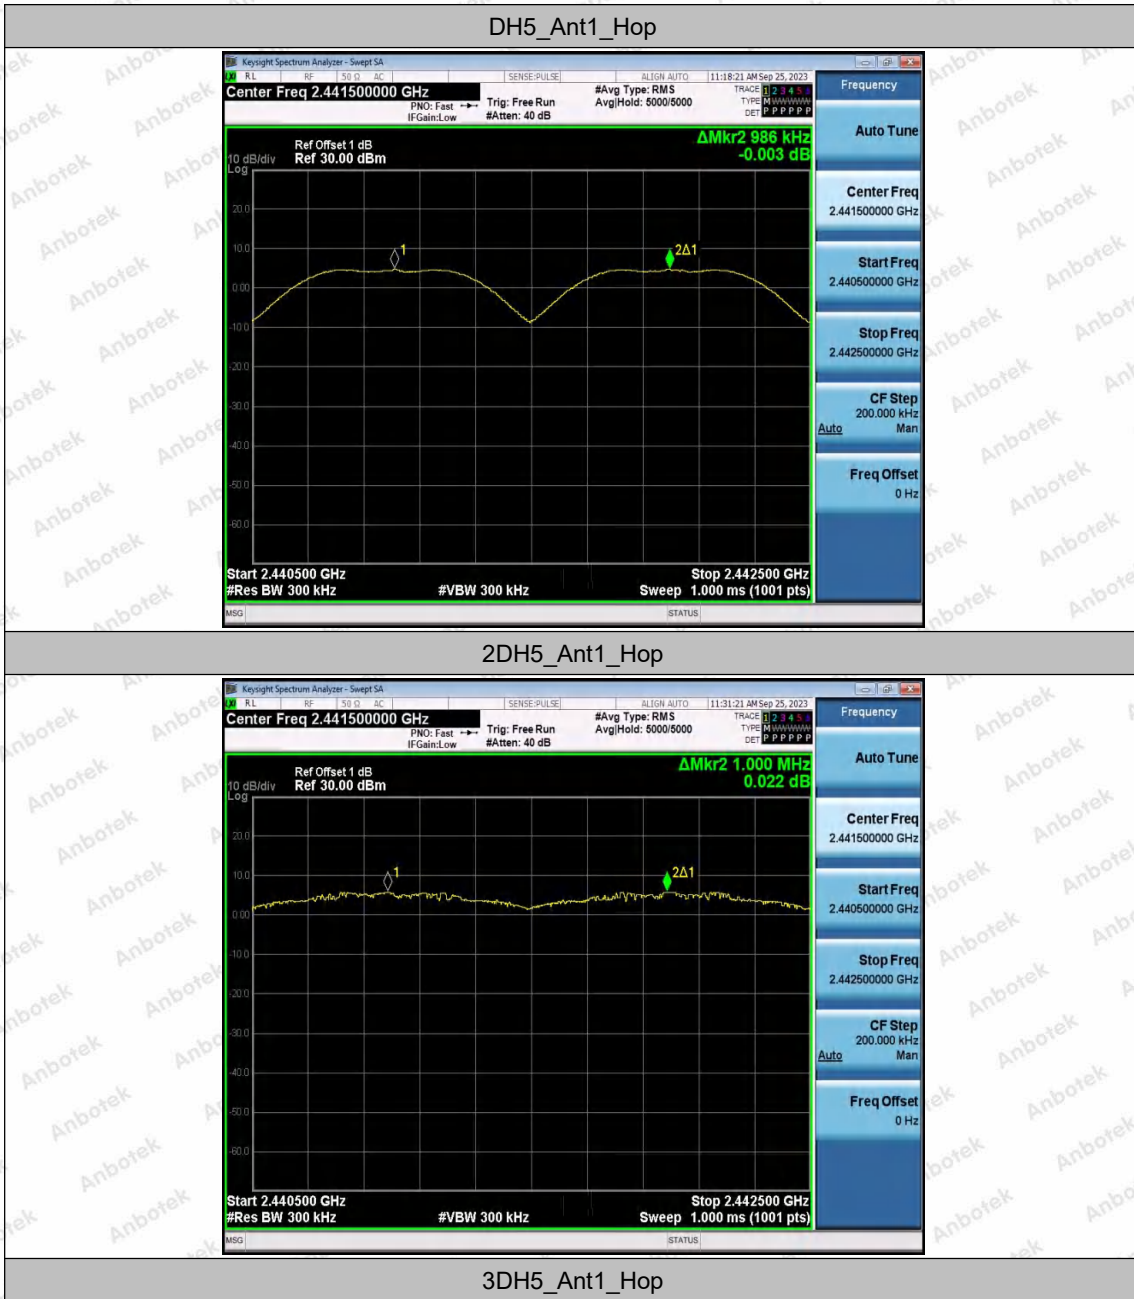 DH5_Ant1_Hop
Keysight Spectrum Analyzer - Swept SA
RL RF 50 Ω AC SENSE:PULSE ALIGN AUTO 11:18:21 AM Sep 25, 2023
Center Freq 2.441500000 GHz
PNO: Fast
IFGain:Low
Trig: Free Run
#Atten: 40 dB
#Avg Type: RMS
Avg|Hold: 5000/5000
TRACE 1 2 3 4 5 6
TYPE M WWWWW
DET P P P P P P
Ref Offset 1 dB
10 dB/div Ref 30.00 dBm
Log
ΔMkr2 986 kHz
-0.003 dB
20.0
10.0
0.00
-10.0
-20.0
-30.0
-40.0
-50.0
-60.0
1
2Δ1
Start 2.440500 GHz Stop 2.442500 GHz
#Res BW 300 kHz #VBW 300 kHz Sweep 1.000 ms (1001 pts)
MSG STATUS
Frequency
Auto Tune
Center Freq
2.441500000 GHz
Start Freq
2.440500000 GHz
Stop Freq
2.442500000 GHz
CF Step
200.000 kHz
Auto Man
Freq Offset
0 Hz
2DH5_Ant1_Hop
Keysight Spectrum Analyzer - Swept SA
RL RF 50 Ω AC SENSE:PULSE ALIGN AUTO 11:31:21 AM Sep 25, 2023
Center Freq 2.441500000 GHz
PNO: Fast
IFGain:Low
Trig: Free Run
#Atten: 40 dB
#Avg Type: RMS
Avg|Hold: 5000/5000
TRACE 1 2 3 4 5 6
TYPE M WWWWW
DET P P P P P P
Ref Offset 1 dB
10 dB/div Ref 30.00 dBm
Log
ΔMkr2 1.000 MHz
0.022 dB
20.0
10.0
0.00
-10.0
-20.0
-30.0
-40.0
-50.0
-60.0
1
2Δ1
Start 2.440500 GHz Stop 2.442500 GHz
#Res BW 300 kHz #VBW 300 kHz Sweep 1.000 ms (1001 pts)
MSG STATUS
Frequency
Auto Tune
Center Freq
2.441500000 GHz
Start Freq
2.440500000 GHz
Stop Freq
2.442500000 GHz
CF Step
200.000 kHz
Auto Man
Freq Offset
0 Hz
3DH5_Ant1_Hop
Anbotek